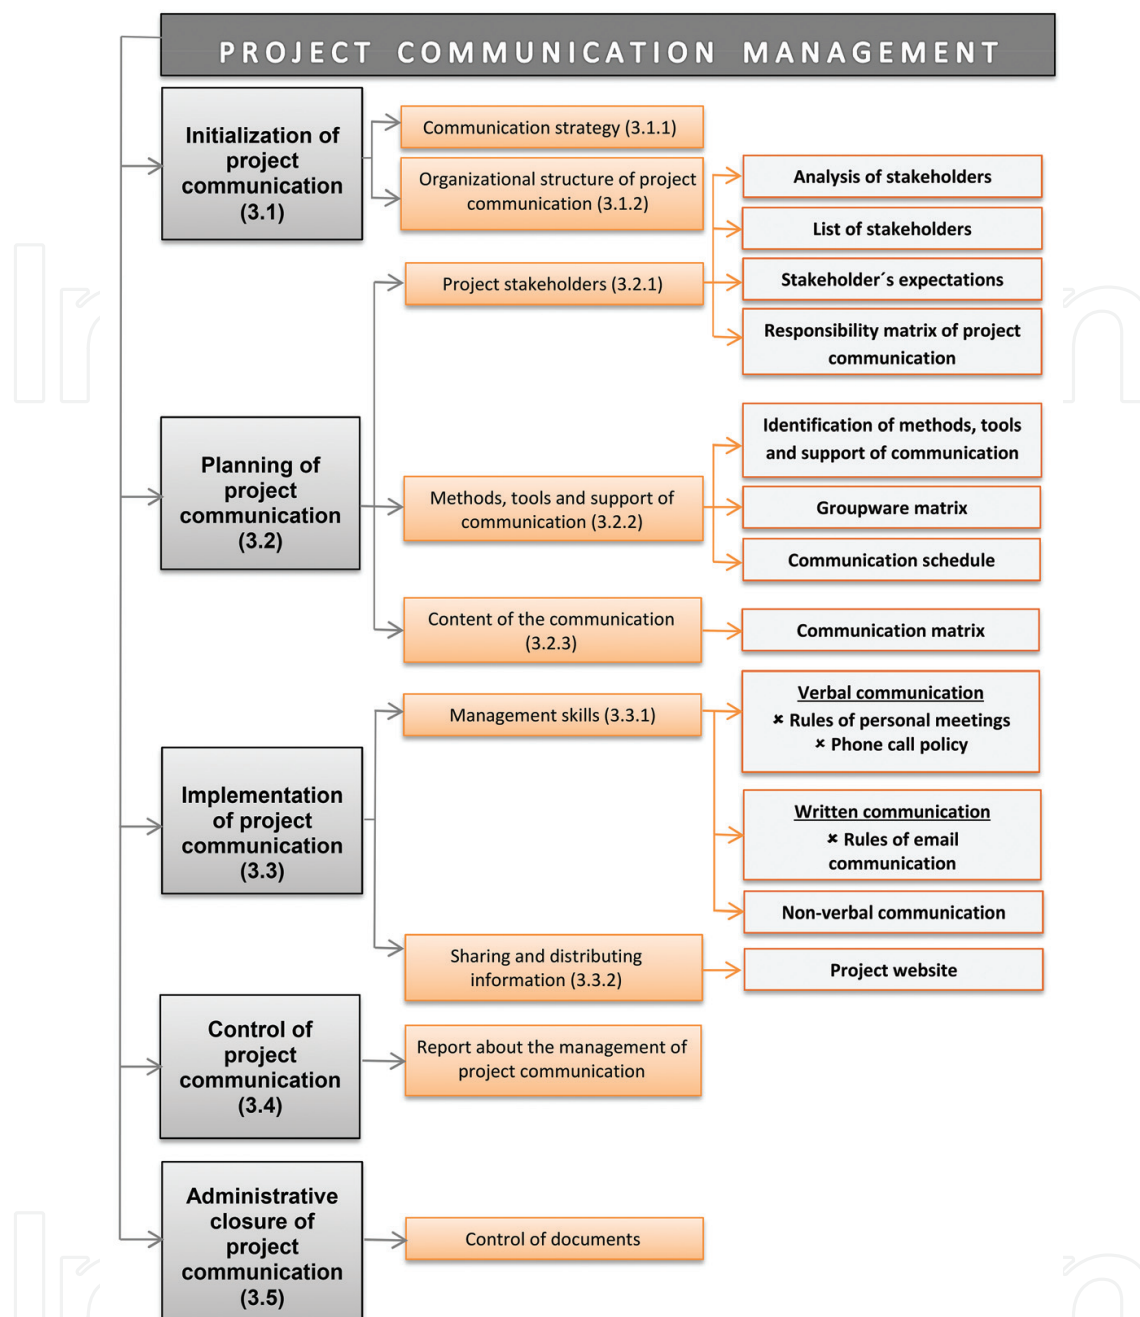 PROJECT COMMUNICATION MANAGEMENT
Initialization of
project
communication
(3.1)
Communication strategy (3.1.1)
Organizational structure of project
communication (3.1.2)
Analysis of stakeholders
List of stakeholders
Project stakeholders (3.2.1)
Stakeholder´s expectations
Responsibility matrix of project
communication
Planning of
project
communication
(3.2)
Identification of methods, tools
and support of communication
Methods, tools and support of
communication (3.2.2)
Groupware matrix
Communication schedule
Content of the communication
(3.2.3)
Communication matrix
Implementation
of project
communication
(3.3)
Management skills (3.3.1)
Verbal communication
× Rules of personal meetings
× Phone call policy
Written communication
× Rules of email
communication
Non-verbal communication
Sharing and distributing
information (3.3.2)
Project website
Control of
project
communication
(3.4)
Report about the management of
project communication
Administrative
closure of
project
communication
(3.5)
Control of documents